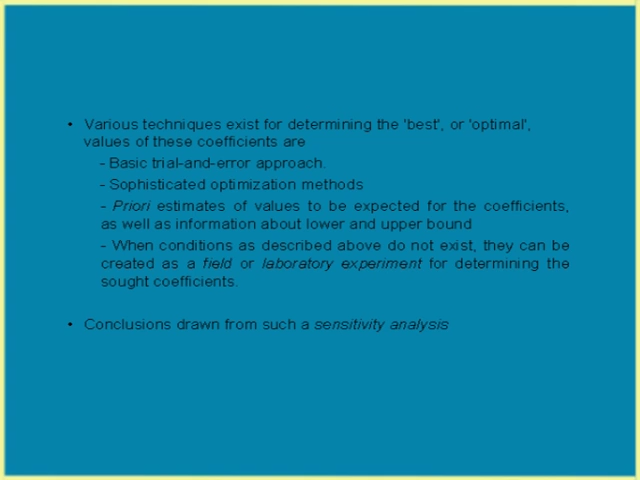 • Various techniques exist for determining the 'best', or 'optimal',
values of these coefficients are
- Basic trial-and-error approach.
- Sophisticated optimization methods
- Priori estimates of values to be expected for the coefficients,
as well as information about lower and upper bound
- When conditions as described above do not exist, they can be
created as a field or laboratory experiment for determining the
sought coefficients.
• Conclusions drawn from such a sensitivity analysis